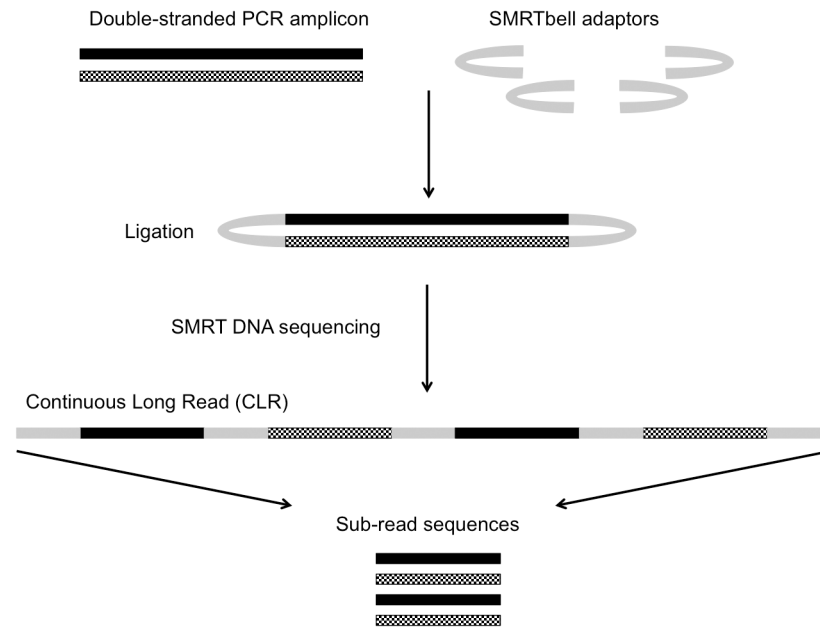 Double-stranded PCR amplicon
SMRTbell adaptors
Ligation
SMRT DNA sequencing
Continuous Long Read (CLR)
Sub-read sequences